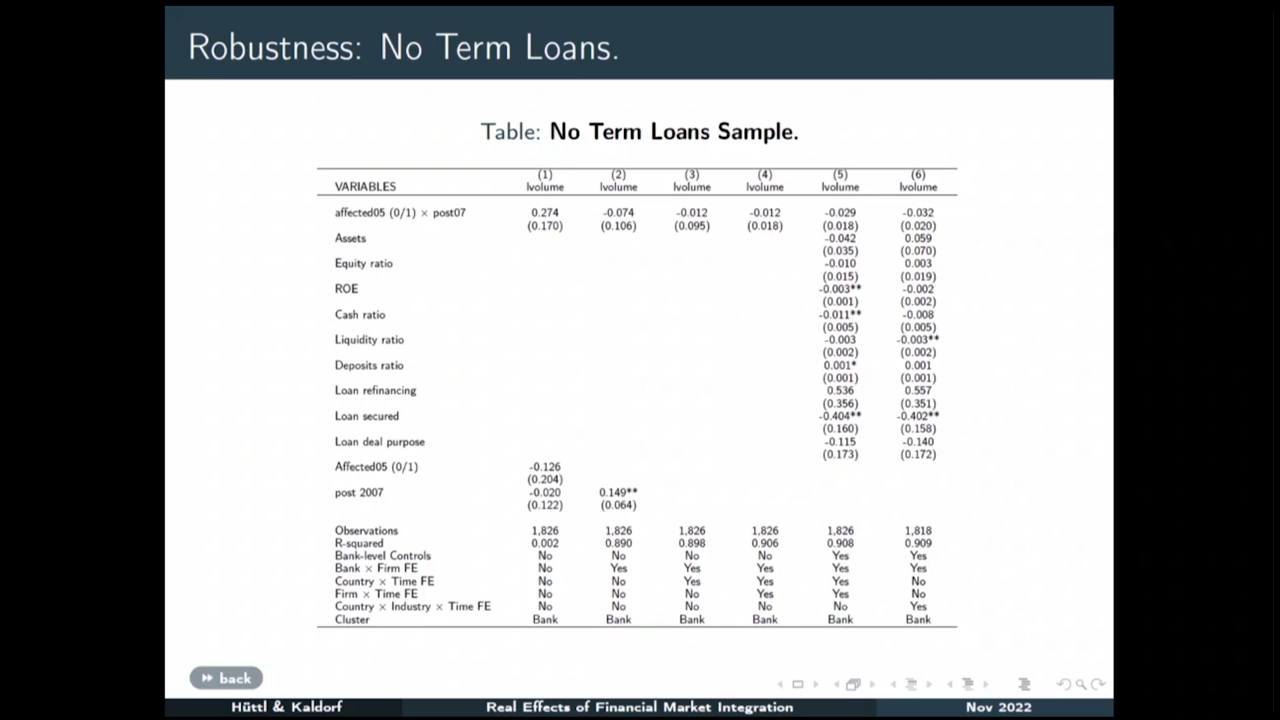 Robustness: No Term Loans.
Table: No Term Loans Sample.
(1) (2) (3) (4) (5) (6)
VARIABLES lvolume lvolume lvolume lvolume lvolume lvolume
affected05 (0/1) × post07 0.274 -0.074 -0.012 -0.012 -0.029 -0.032
(0.170) (0.106) (0.095) (0.018) (0.018) (0.020)
Assets -0.042 0.059
(0.035) (0.070)
Equity ratio -0.010 0.003
(0.015) (0.019)
ROE -0.003** -0.002
(0.001) (0.002)
Cash ratio -0.011** -0.008
(0.005) (0.005)
Liquidity ratio -0.003 -0.003**
(0.002) (0.002)
Deposits ratio 0.001* 0.001
(0.001) (0.001)
Loan refinancing 0.536 0.557
(0.356) (0.351)
Loan secured -0.404** -0.402**
(0.160) (0.158)
Loan deal purpose -0.115 -0.140
(0.173) (0.172)
Affected05 (0/1) -0.126
(0.204)
post 2007 -0.020 0.149**
(0.122) (0.064)
Observations 1,826 1,826 1,826 1,826 1,826 1,818
R-squared 0.002 0.890 0.898 0.906 0.908 0.909
Bank-level Controls No No No No Yes Yes
Bank × Firm FE No Yes Yes Yes Yes Yes
Country × Time FE No No Yes Yes Yes No
Firm × Time FE No No No Yes Yes No
Country × Industry × Time FE No No No No No Yes
Cluster Bank Bank Bank Bank Bank Bank
back
Hüttl & Kaldorf Real Effects of Financial Market Integration Nov 2022